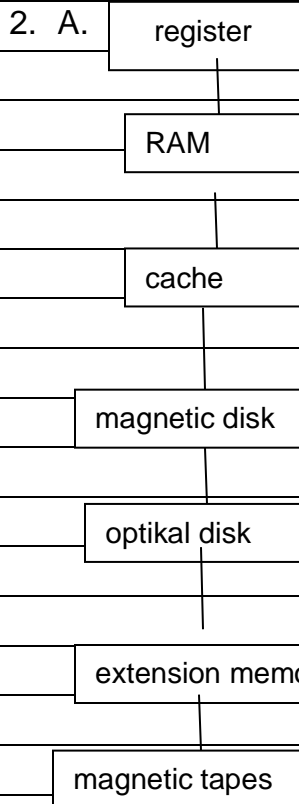 2. A. register
RAM
cache
magnetic disk
optikal disk
extension memo
magnetic tapes